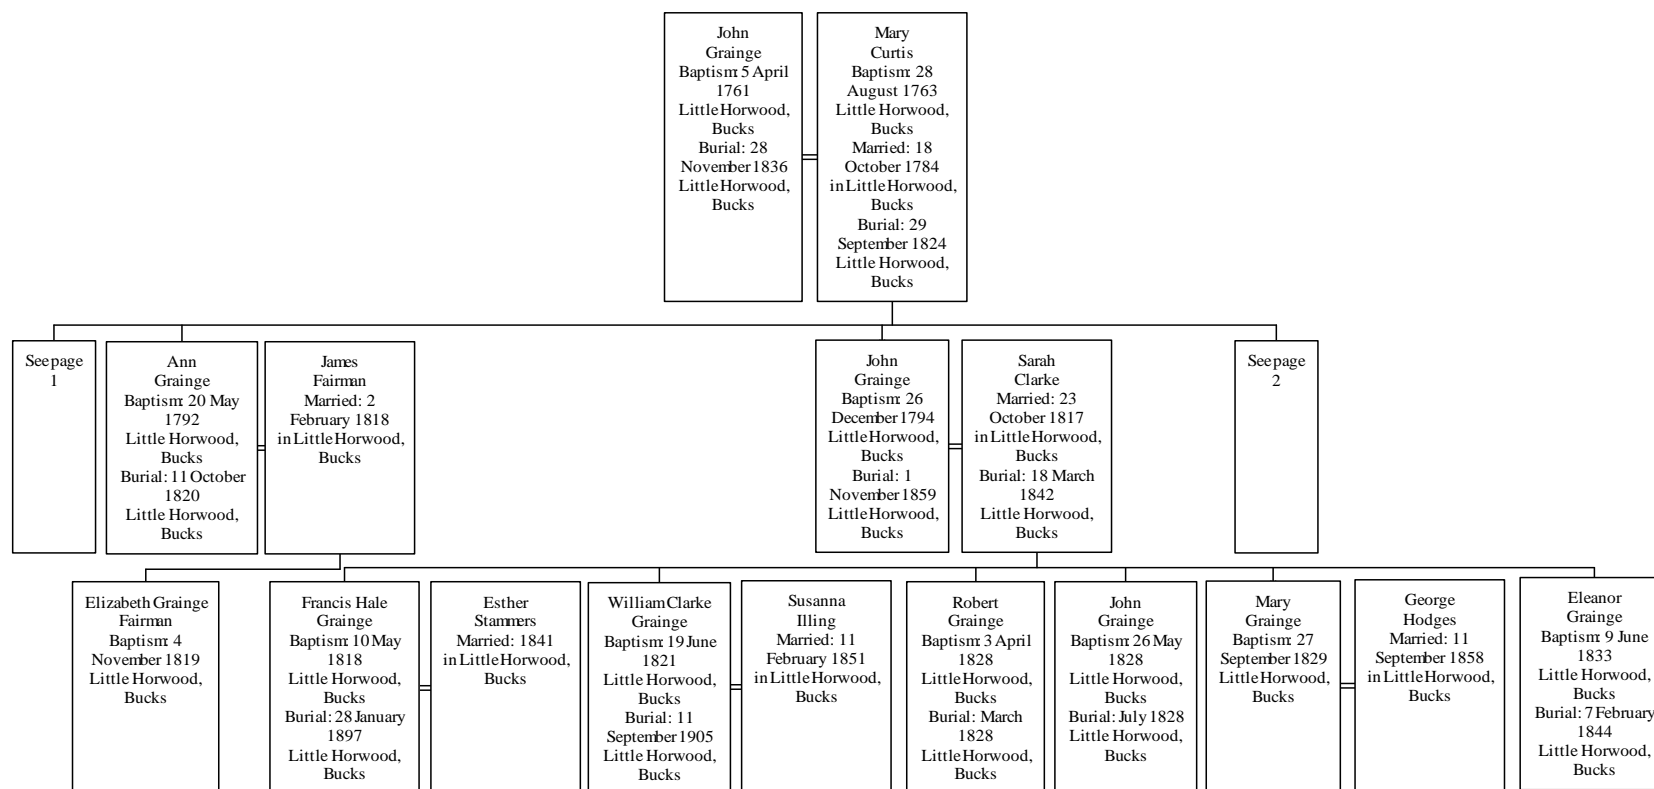 John
Grainge
Baptism: 5 April
1761
Little Horwood,
Bucks
Burial: 28
November 1836
Little Horwood,
Bucks
Mary
Curtis
Baptism: 28
August 1763
Little Horwood,
Bucks
Married: 18
October 1784
in Little Horwood,
Bucks
Burial: 29
September 1824
Little Horwood,
Bucks
See page
1
Ann
Grainge
Baptism: 20 May
1792
Little Horwood,
Bucks
Burial: 11 October
1820
Little Horwood,
Bucks
James
Fairman
Married: 2
February 1818
in Little Horwood,
Bucks
John
Grainge
Baptism: 26
December 1794
Little Horwood,
Bucks
Burial: 1
November 1859
Little Horwood,
Bucks
Sarah
Clarke
Married: 23
October 1817
in Little Horwood,
Bucks
Burial: 18 March
1842
Little Horwood,
Bucks
See page
2
Elizabeth Grainge
Fairman
Baptism: 4
November 1819
Little Horwood,
Bucks
Francis Hale
Grainge
Baptism: 10 May
1818
Little Horwood,
Bucks
Burial: 28 January
1897
Little Horwood,
Bucks
Esther
Stammers
Married: 1841
in Little Horwood,
Bucks
William Clarke
Grainge
Baptism: 19 June
1821
Little Horwood,
Bucks
Burial: 11
September 1905
Little Horwood,
Bucks
Susanna
Illing
Married: 11
February 1851
in Little Horwood,
Bucks
Robert
Grainge
Baptism: 3 April
1828
Little Horwood,
Bucks
Burial: March
1828
Little Horwood,
Bucks
John
Grainge
Baptism: 26 May
1828
Little Horwood,
Bucks
Burial: July 1828
Little Horwood,
Bucks
Mary
Grainge
Baptism: 27
September 1829
Little Horwood,
Bucks
George
Hodges
Married: 11
September 1858
in Little Horwood,
Bucks
Eleanor
Grainge
Baptism: 9 June
1833
Little Horwood,
Bucks
Burial: 7 February
1844
Little Horwood,
Bucks